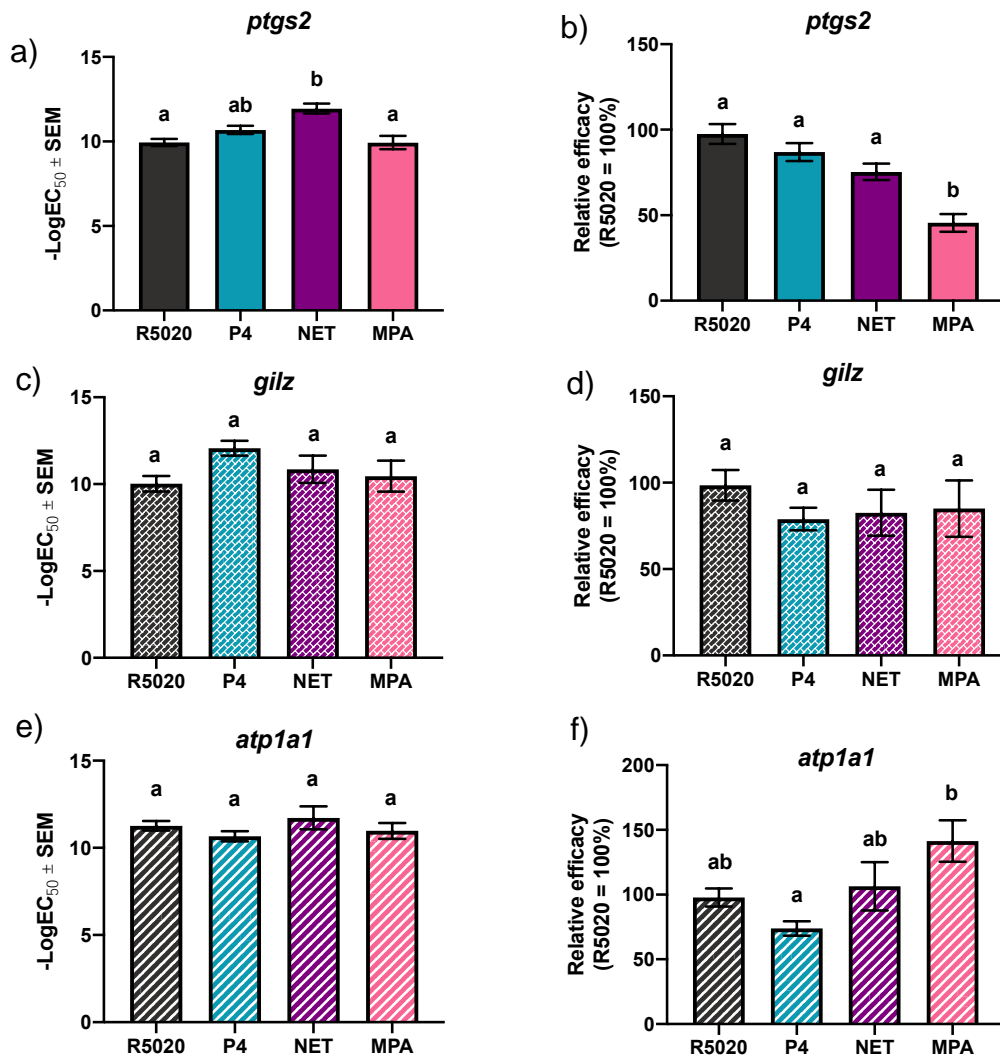 a)
ptgs2
-LogEC50 ± SEM
15
10
5
0
a
ab
b
a
R5020
P4
NET
MPA
b)
ptgs2
Relative efficacy
(R5020 = 100%)
150
100
50
0
a
a
a
b
R5020
P4
NET
MPA
c)
gilz
-LogEC50 ± SEM
15
10
5
0
a
a
a
a
R5020
P4
NET
MPA
d)
gilz
Relative efficacy
(R5020 = 100%)
150
100
50
0
a
a
a
a
R5020
P4
NET
MPA
e)
atp1a1
-LogEC50 ± SEM
15
10
5
0
a
a
a
a
R5020
P4
NET
MPA
f)
atp1a1
Relative efficacy
(R5020 = 100%)
200
150
100
50
0
ab
a
ab
b
R5020
P4
NET
MPA